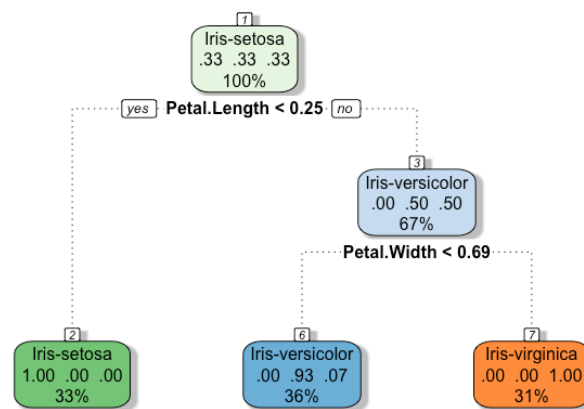 1
Iris-setosa
.33 .33 .33
100%
yes Petal.Length < 0.25 no
3
Iris-versicolor
.00 .50 .50
67%
Petal.Width < 0.69
2
Iris-setosa
1.00 .00 .00
33%
6
Iris-versicolor
.00 .93 .07
36%
7
Iris-virginica
.00 .00 1.00
31%